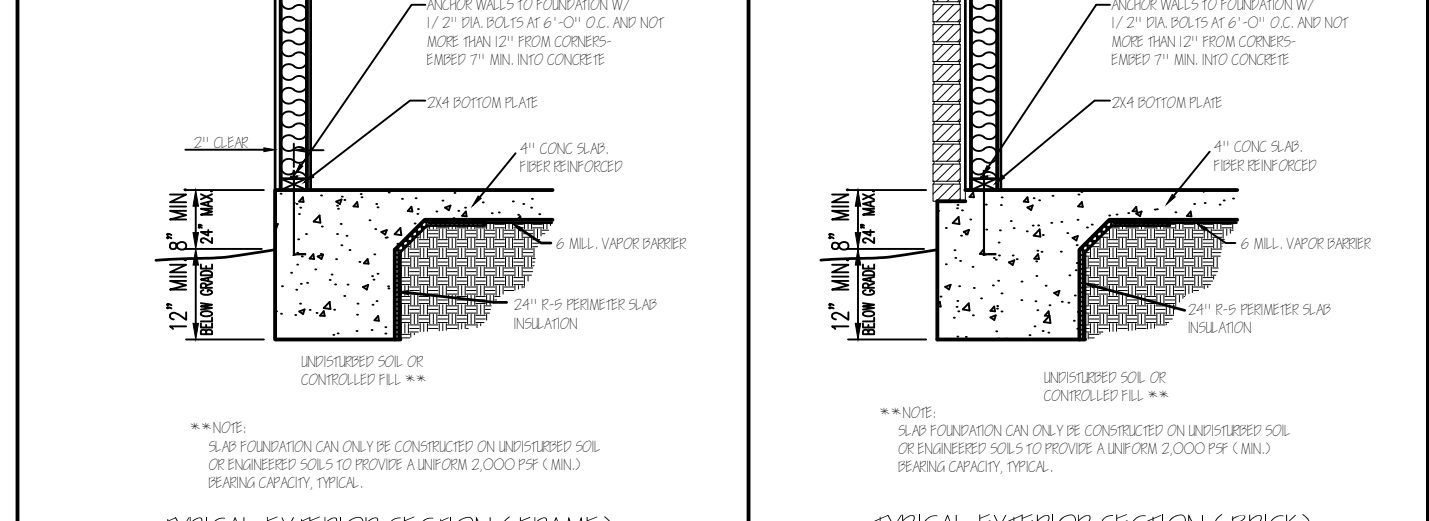 ANCHOR WALLS TO FOUNDATION W/
1/2" DIA. BOLTS AT 6'-0" O.C. AND NOT
MORE THAN 12" FROM CORNERS-
EMBED 7" MIN. INTO CONCRETE
2X4 BOTTOM PLATE
2" CLEAR
4" CONC SLAB.
FIBER REINFORCED
8" MIN
24" MAX.
6 MILL. VAPOR BARRIER
12" MIN.
BELOW GRADE
24" R-5 PERIMETER SLAB
INSULATION
UNDISTURBED SOIL OR
CONTROLLED FILL **
**NOTE:
SLAB FOUNDATION CAN ONLY BE CONSTRUCTED ON UNDISTURBED SOIL
OR ENGINEERED SOILS TO PROVIDE A UNIFORM 2,000 PSF (MIN.)
BEARING CAPACITY, TYPICAL.
TYPICAL EXTERIOR SECTION (FRAME)
ANCHOR WALLS TO FOUNDATION W/
1/2" DIA. BOLTS AT 6'-0" O.C. AND NOT
MORE THAN 12" FROM CORNERS-
EMBED 7" MIN. INTO CONCRETE
2X4 BOTTOM PLATE
4" CONC SLAB.
FIBER REINFORCED
8" MIN
24" MAX.
6 MILL. VAPOR BARRIER
12" MIN.
BELOW GRADE
24" R-5 PERIMETER SLAB
INSULATION
UNDISTURBED SOIL OR
CONTROLLED FILL **
**NOTE:
SLAB FOUNDATION CAN ONLY BE CONSTRUCTED ON UNDISTURBED SOIL
OR ENGINEERED SOILS TO PROVIDE A UNIFORM 2,000 PSF (MIN.)
BEARING CAPACITY, TYPICAL.
TYPICAL EXTERIOR SECTION (BRICK)